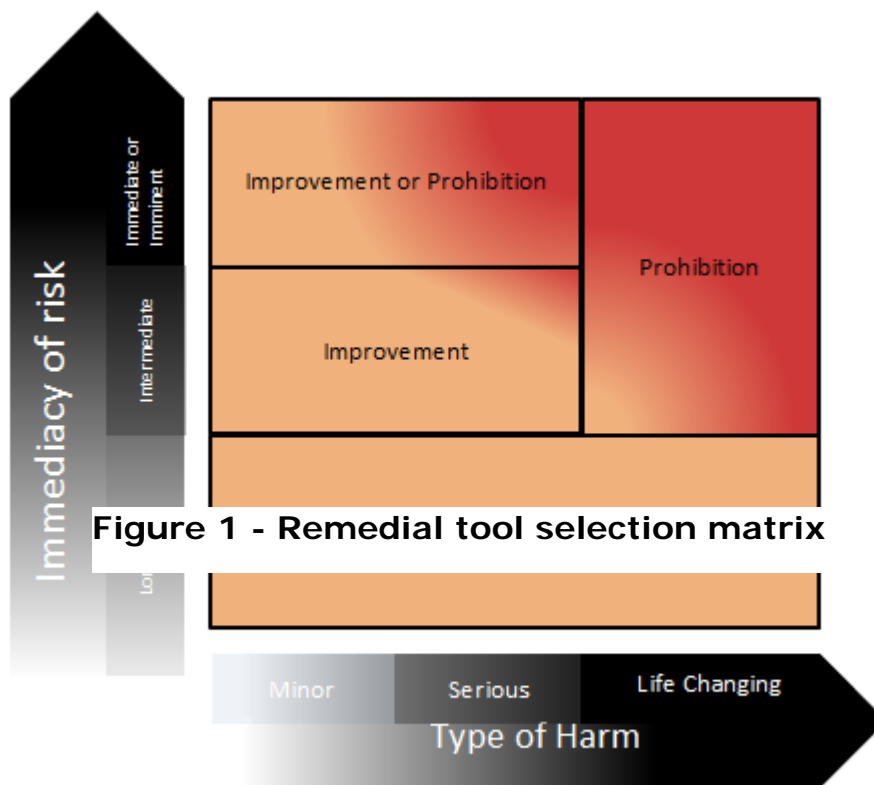 Immediate or
Imminent
Improvement or Prohibition
Prohibition
Intermediate
Improvement
Immediacy of risk
Figure 1 - Remedial tool selection matrix
Minor
Serious
Life Changing
Type of Harm